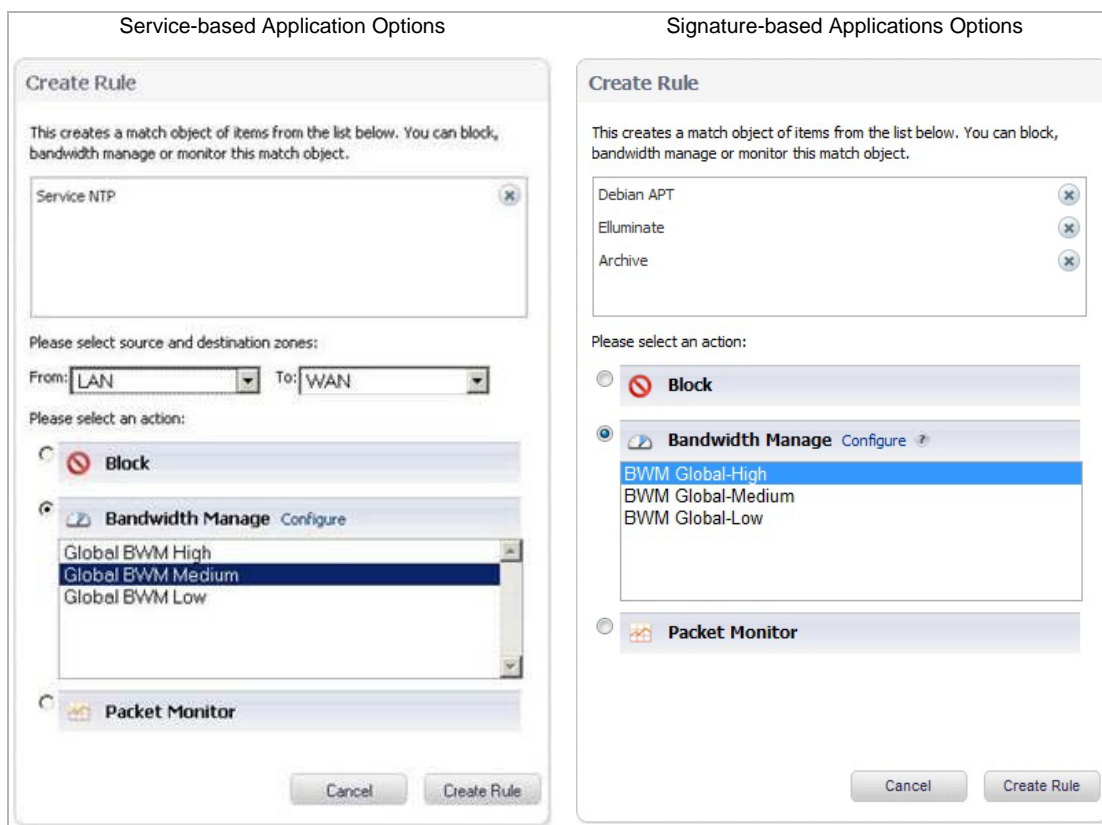 Service-based Application Options
Create Rule
This creates a match object of items from the list below. You can block,
bandwidth manage or monitor this match object.
Service NTP
Please select source and destination zones:
From: LAN To: WAN
Please select an action:
Block
Bandwidth Manage Configure
Global BWM High
Global BWM Medium
Global BWM Low
Packet Monitor
Cancel Create Rule
Signature-based Applications Options
Create Rule
This creates a match object of items from the list below. You can block,
bandwidth manage or monitor this match object.
Debian APT
Elluminate
Archive
Please select an action:
Block
Bandwidth Manage Configure ?
BWM Global-High
BWM Global-Medium
BWM Global-Low
Packet Monitor
Cancel Create Rule